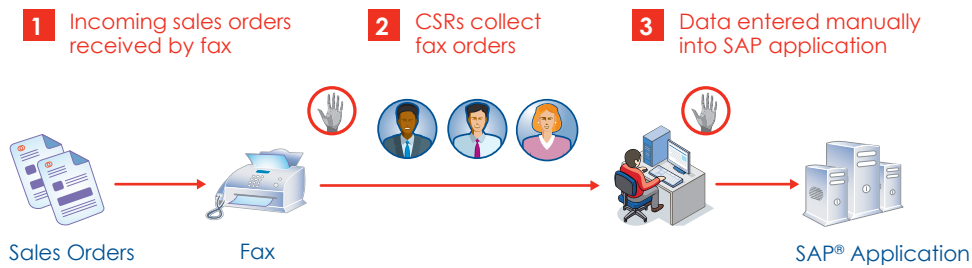 1 Incoming sales orders
received by fax
2 CSRs collect
fax orders
3 Data entered manually
into SAP application
Sales Orders
Fax
SAP® Application